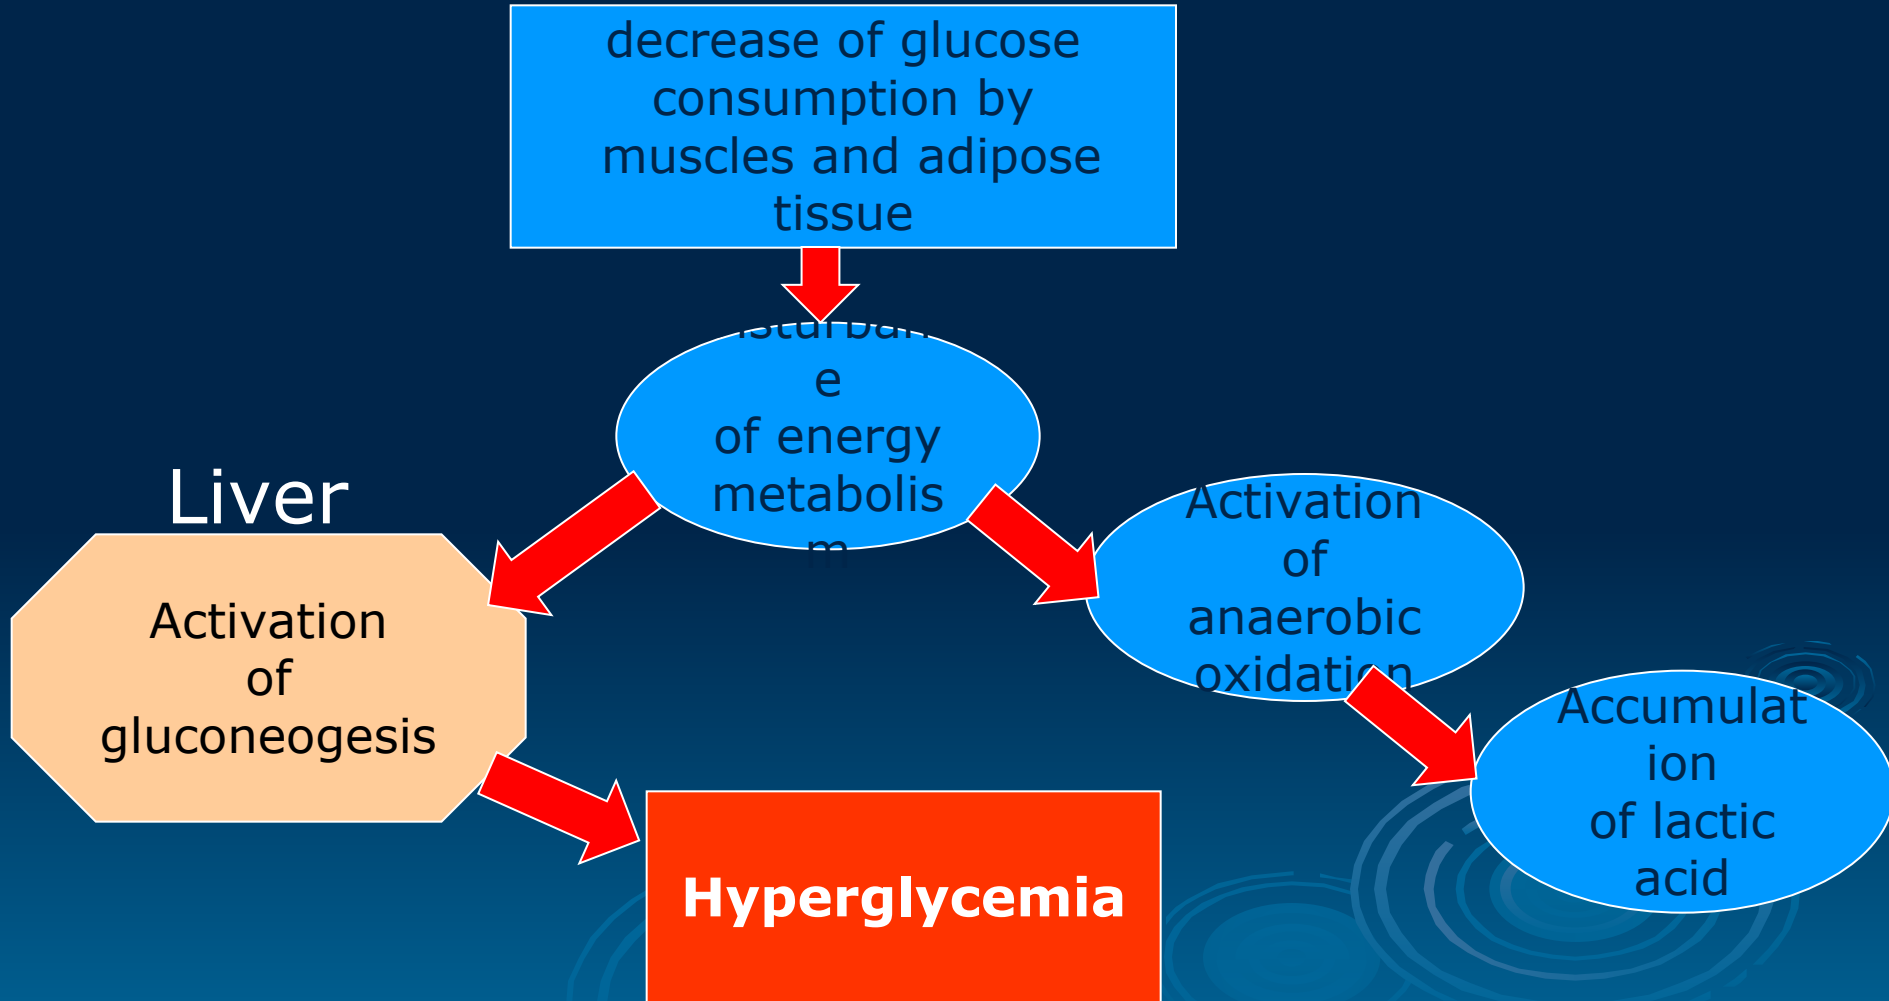 decrease of glucose
consumption by
muscles and adipose
tissue
e
of energy
metabolis
m
Liver
Activation
of
gluconeogesis
Activation
of
anaerobic
oxidation
Accumulat
ion
of lactic
acid
Hyperglycemia